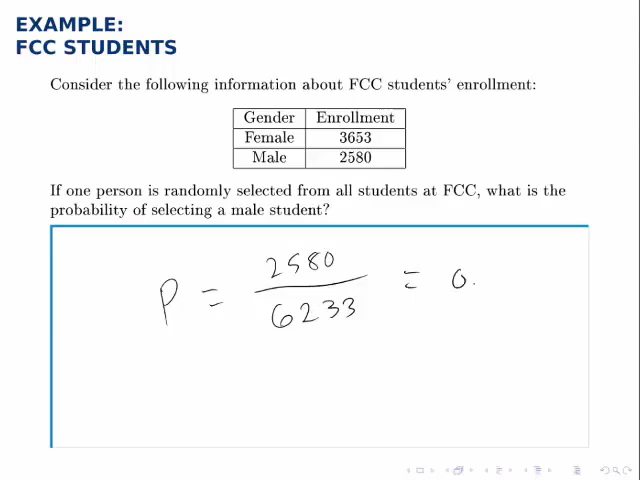 EXAMPLE:
FCC STUDENTS
Consider the following information about FCC students' enrollment:
Gender Enrollment
Female 3653
Male 2580
If one person is randomly selected from all students at FCC, what is the
probability of selecting a male student?
P = 2580/6233 = 0.